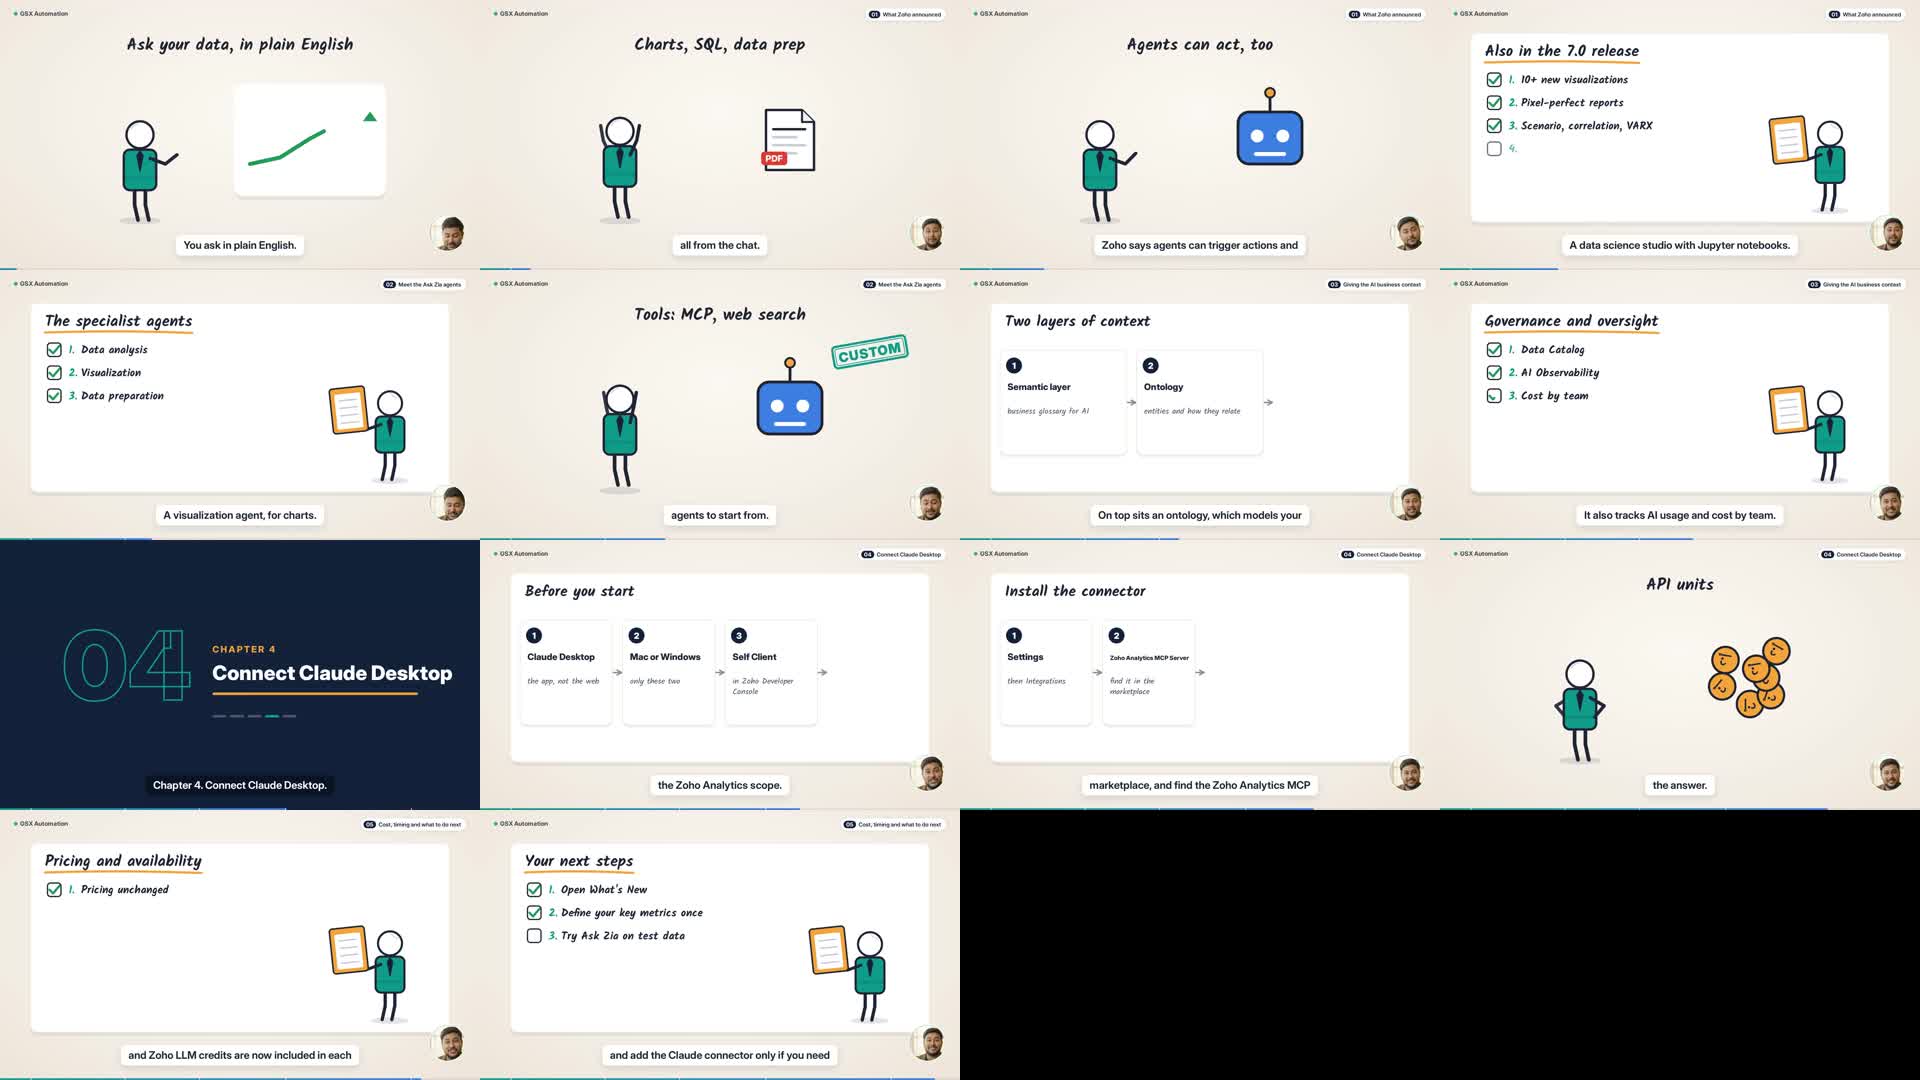 GSX Automation
Ask your data, in plain English
You ask in plain English.
GSX Automation
01 What Zoho announced
Charts, SQL, data prep
PDF
all from the chat.
GSX Automation
01 What Zoho announced
Agents can act, too
Zoho says agents can trigger actions and
GSX Automation
01 What Zoho announced
Also in the 7.0 release
1. 10+ new visualizations
2. Pixel-perfect reports
3. Scenario, correlation, VARX
4.
A data science studio with Jupyter notebooks.
GSX Automation
02 Meet the Ask Zia agents
The specialist agents
1. Data analysis
2. Visualization
3. Data preparation
A visualization agent, for charts.
GSX Automation
02 Meet the Ask Zia agents
Tools: MCP, web search
CUSTOM
agents to start from.
GSX Automation
03 Giving the AI business context
Two layers of context
1
Semantic layer
business glossary for AI
2
Ontology
entities and how they relate
On top sits an ontology, which models your
GSX Automation
03 Giving the AI business context
Governance and oversight
1. Data Catalog
2. AI Observability
3. Cost by team
It also tracks AI usage and cost by team.
04
CHAPTER 4
Connect Claude Desktop
Chapter 4. Connect Claude Desktop.
GSX Automation
04 Connect Claude Desktop
Before you start
1
Claude Desktop
the app, not the web
2
Mac or Windows
only these two
3
Self Client
in Zoho Developer
Console
the Zoho Analytics scope.
GSX Automation
04 Connect Claude Desktop
Install the connector
1
Settings
then Integrations
2
Zoho Analytics MCP Server
find it in the
marketplace
marketplace, and find the Zoho Analytics MCP
GSX Automation
04 Connect Claude Desktop
API units
the answer.
GSX Automation
05 Cost, timing and what to do next
Pricing and availability
1. Pricing unchanged
and Zoho LLM credits are now included in each
GSX Automation
05 Cost, timing and what to do next
Your next steps
1. Open What's New
2. Define your key metrics once
3. Try Ask Zia on test data
and add the Claude connector only if you need